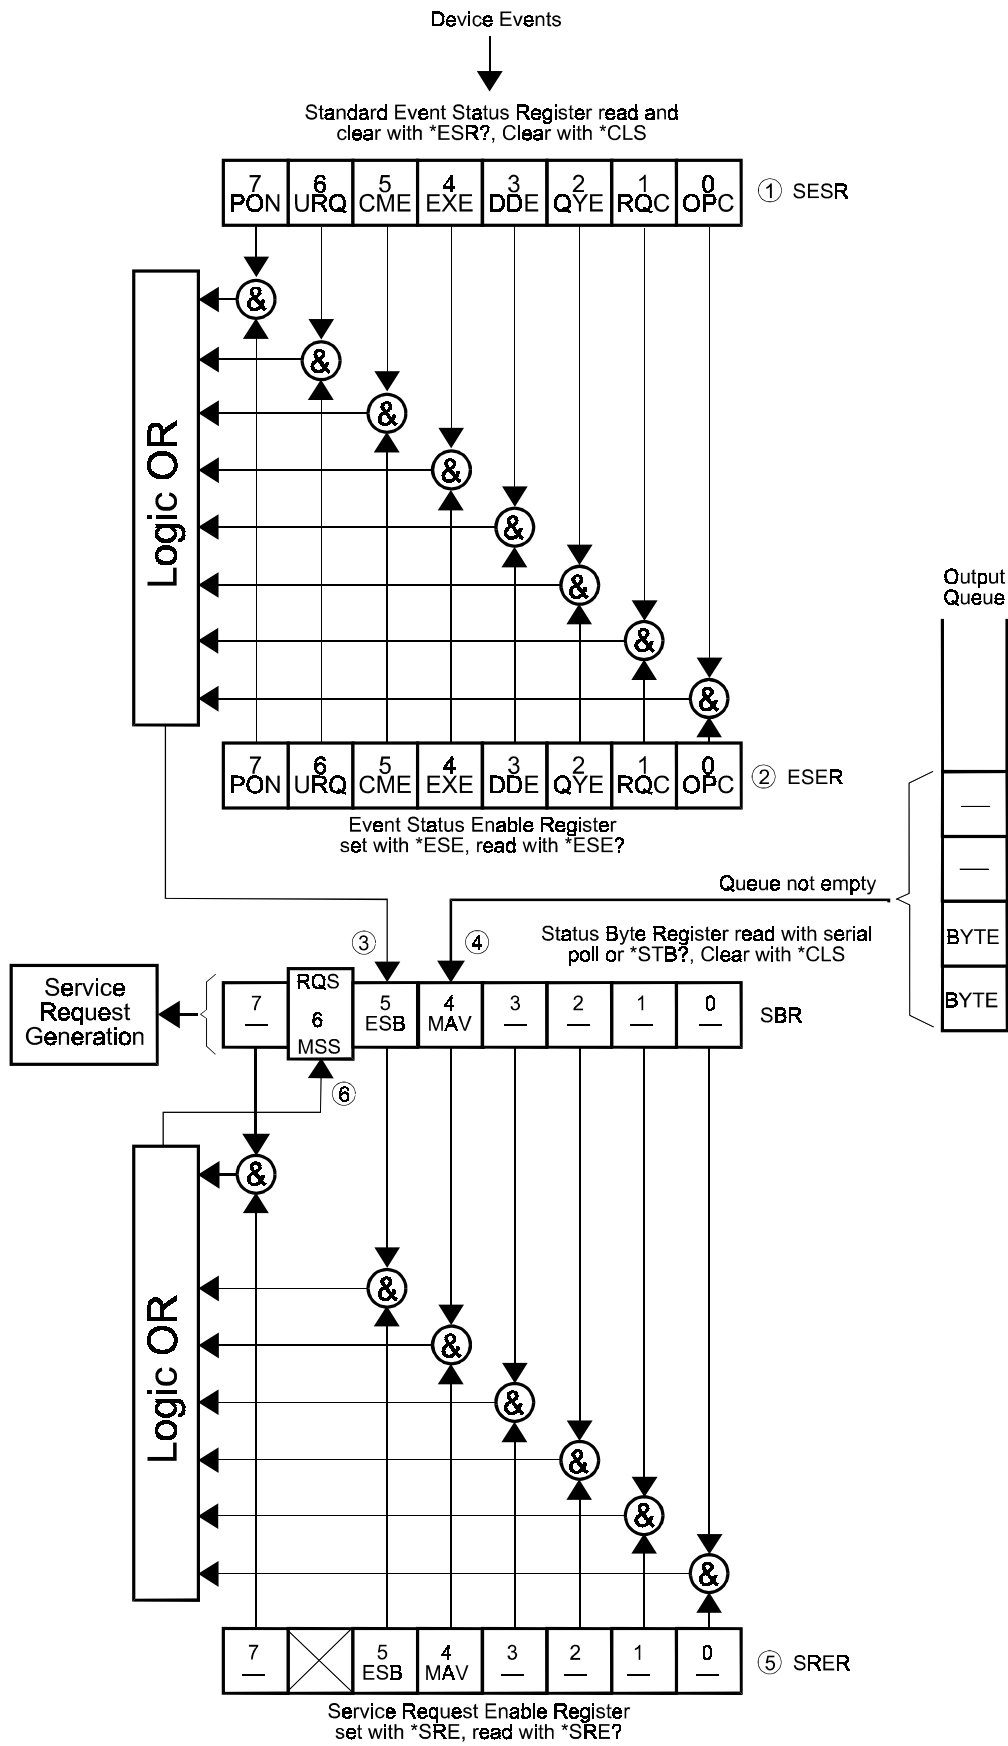 Device Events
Standard Event Status Register read and
clear with *ESR?, Clear with *CLS
7 6 5 4 3 2 1 0
PON URQ CME EXE DDE QYE RQC OPC
1 SESR
&
&
&
&
&
&
&
&
Logic OR
Output
Queue
7 6 5 4 3 2 1 0
PON URQ CME EXE DDE QYE RQC OPC
2 ESER
Event Status Enable Register
set with *ESE, read with *ESE?
—
—
BYTE
BYTE
Queue not empty
3
4
Status Byte Register read with serial
poll or *STB?, Clear with *CLS
Service
Request
Generation
RQS
7 6 5 4 3 2 1 0
— MSS ESB MAV — — — —
SBR
6
&
&
&
&
&
&
&
Logic OR
7 5 4 3 2 1 0
— ESB MAV — — — —
5 SRER
Service Request Enable Register
set with *SRE, read with *SRE?